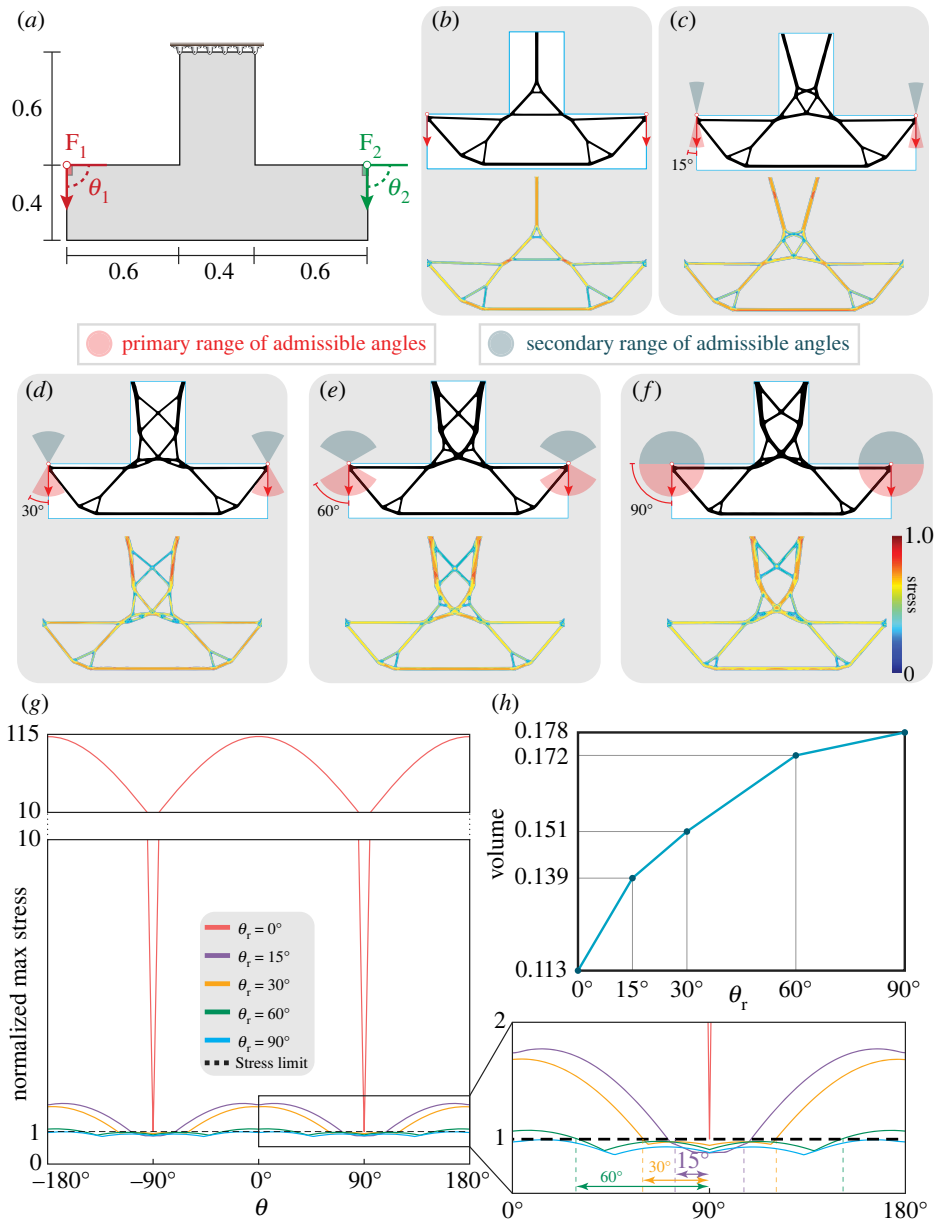 (a)
0.6
0.4
F1
θ1
F2
θ2
0.6
0.4
0.6
(b)
(c)
15°
primary range of admissible angles
secondary range of admissible angles
(d)
30°
(e)
60°
(f)
90°
1.0
stress
0
(g)
115
10
10
normalized max stress
1
0
θr = 0°
θr = 15°
θr = 30°
θr = 60°
θr = 90°
Stress limit
–180°
–90°
0°
90°
180°
θ
(h)
0.178
0.172
0.151
0.139
0.113
volume
0°
15°
30°
60°
90°
θr
2
1
0
15°
30°
60°
0°
90°
180°